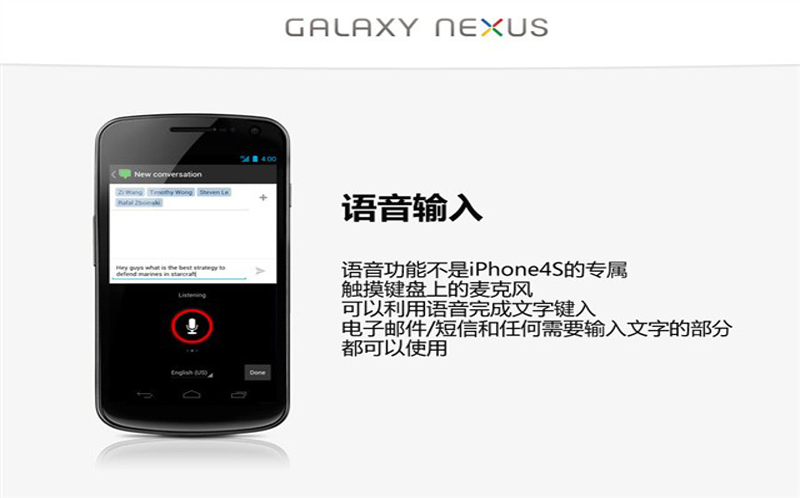 GALAXY NEXUS
4:00
New conversation
Zi Wang Timothy Wong Steven Le
Rafal Zbonaki
Hey guys what is the best strategy to
defend marines in starcraft
Listening
English (US)
Done
语音输入
语音功能不是iPhone4S的专属
触摸键盘上的麦克风
可以利用语音完成文字键入
电子邮件/短信和任何需要输入文字的部分
都可以使用